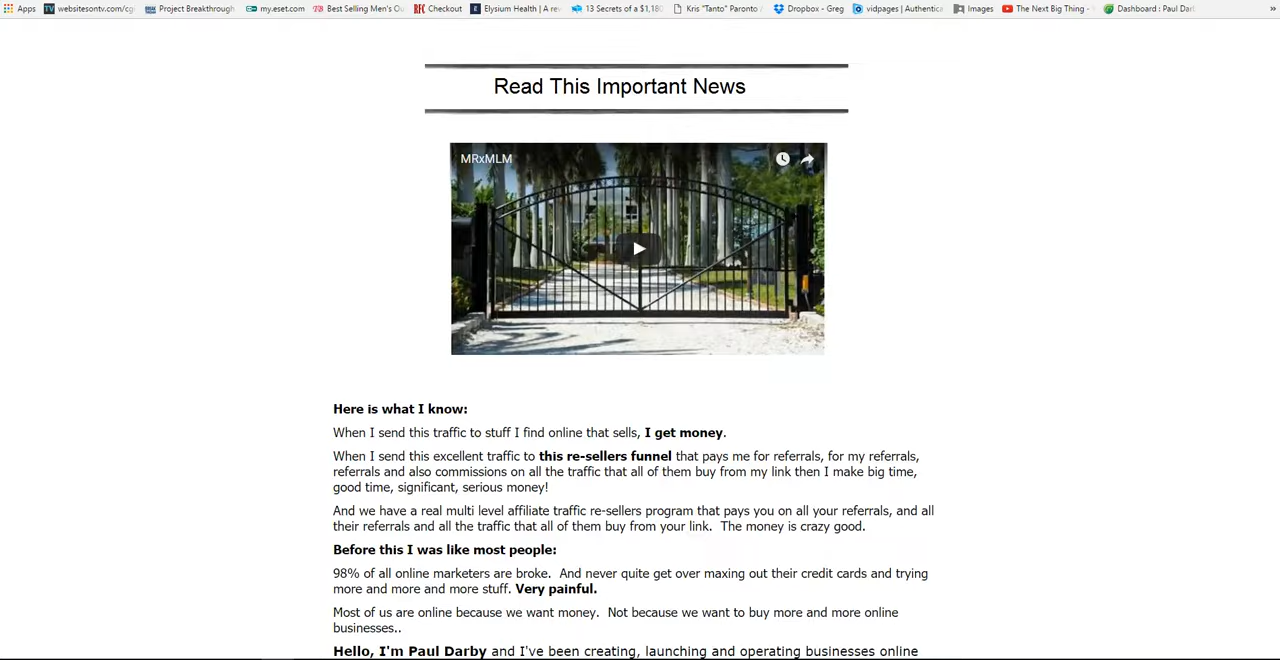 Apps websitesontv.com/cg Project Breakthrough my.eset.com Best Selling Men's Ou Checkout Elysium Health | A rev 13 Secrets of a $1,180 Kris "Tanto" Paronto / Dropbox - Greg vidpages | Authentica Images The Next Big Thing - Dashboard : Paul Darb »
Read This Important News
MRxMLM
Here is what I know:
When I send this traffic to stuff I find online that sells, I get money.
When I send this excellent traffic to this re-sellers funnel that pays me for referrals, for my referrals,
referrals and also commissions on all the traffic that all of them buy from my link then I make big time,
good time, significant, serious money!
And we have a real multi level affiliate traffic re-sellers program that pays you on all your referrals, and all
their referrals and all the traffic that all of them buy from your link. The money is crazy good.
Before this I was like most people:
98% of all online marketers are broke. And never quite get over maxing out their credit cards and trying
more and more and more stuff. Very painful.
Most of us are online because we want money. Not because we want to buy more and more online
businesses..
Hello, I'm Paul Darby and I've been creating, launching and operating businesses online